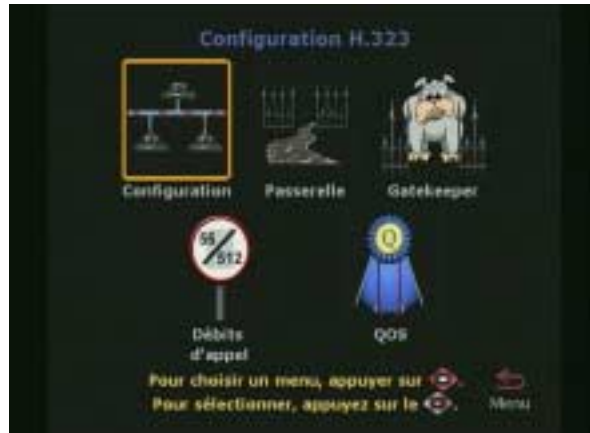 Configuration H.323
Configuration
Passerelle
Gatekeeper
56/512
Q
Débits
d'appel
QOS
Pour choisir un menu, appuyer sur
Pour sélectionner, appuyez sur le
Menu